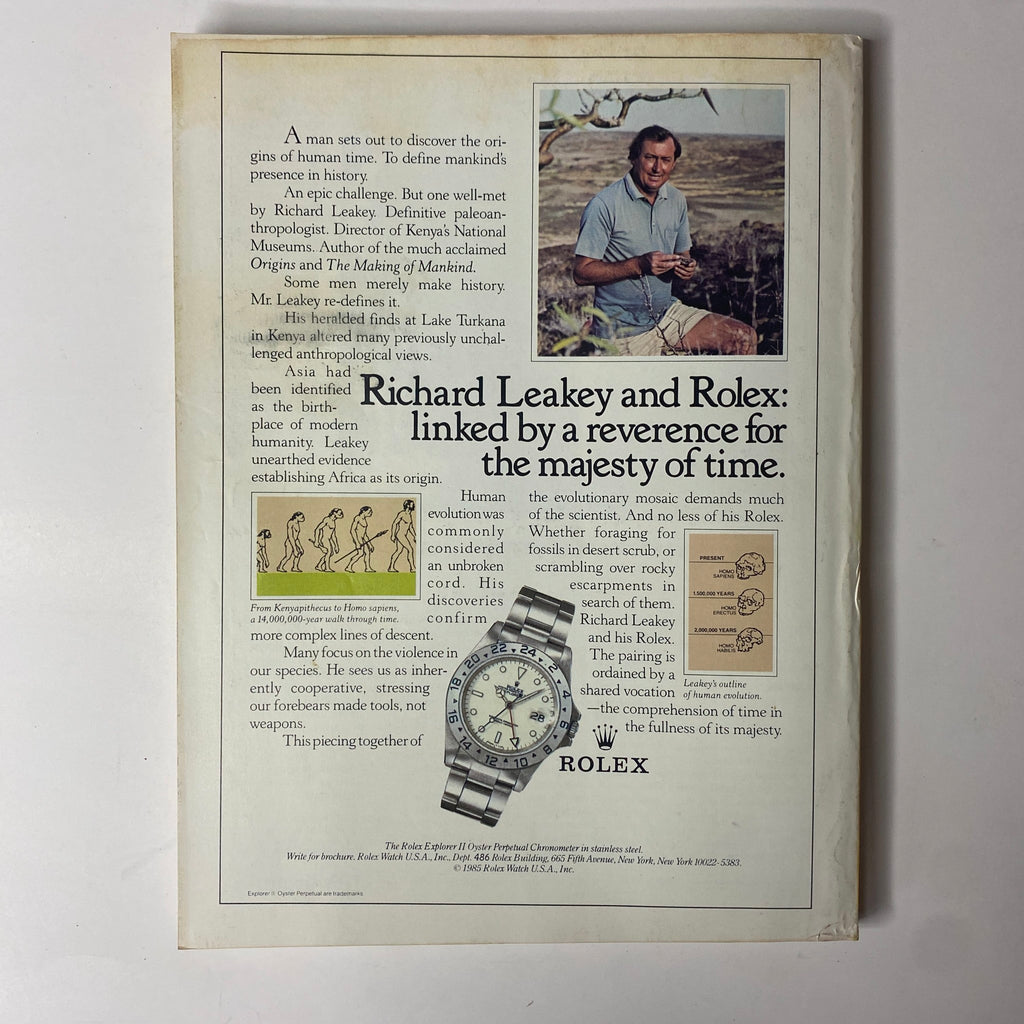 A man sets out to discover the ori-
gins of human time. To define mankind's
presence in history.
An epic challenge. But one well-met
by Richard Leakey. Definitive paleoan-
thropologist. Director of Kenya's National
Museums. Author of the much acclaimed
Origins and The Making of Mankind.
Some men merely make history.
Mr. Leakey re-defines it.
His heralded finds at Lake Turkana
in Kenya altered many previously unchal-
lenged anthropological views.
Asia had
been identified
as the birth-
place of modern
humanity. Leakey
unearthed evidence
establishing Africa as its origin.
Richard Leakey and Rolex:
linked by a reverence for
the majesty of time.
Human
evolution was
commonly
considered
an unbroken
cord. His
discoveries
confirm
From Kenyapithecus to Homo sapiens,
a 14,000,000-year walk through time.
more complex lines of descent.
Many focus on the violence in
our species. He sees us as inher-
ently cooperative, stressing
our forebears made tools, not
weapons.
This piecing together of
the evolutionary mosaic demands much
of the scientist. And no less of his Rolex.
Whether foraging for
fossils in desert scrub, or
scrambling over rocky
escarpments in
search of them.
Richard Leakey
and his Rolex.
The pairing is
ordained by a
shared vocation
—the comprehension of time in
the fullness of its majesty.
PRESENT
HOMO
SAPIENS
1,500,000 YEARS
HOMO
ERECTUS
2,000,000 YEARS
HOMO
HABILIS
Leakey's outline
of human evolution.
22 24 2 4 6 8 10 12 14 16 18 20
ROLEX
28
ROLEX
The Rolex Explorer II Oyster Perpetual Chronometer in stainless steel.
Write for brochure. Rolex Watch U.S.A., Inc., Dept. 486 Rolex Building, 665 Fifth Avenue, New York, New York 10022-5383.
© 1985 Rolex Watch U.S.A., Inc.
Explorer II, Oyster Perpetual are trademarks.